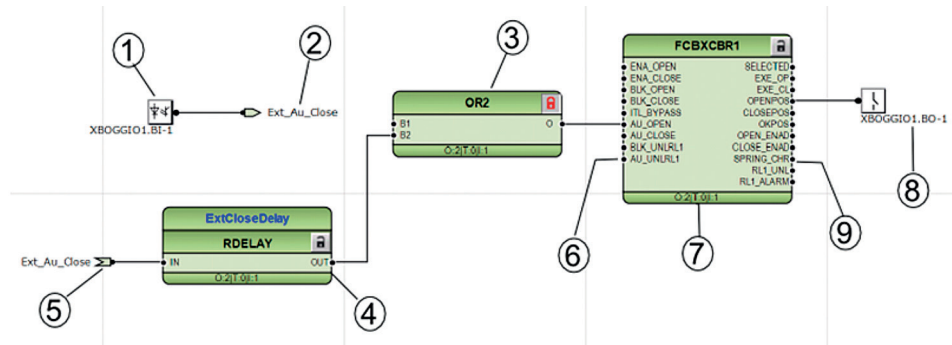 1
2
3
XBOGGIO1.BI-1
Ext_Au_Close
OR2
B1
B2
O
O:2|T:0|I:1
FCBXCBR1
ENA_OPEN
ENA_CLOSE
BLK_OPEN
BLK_CLOSE
ITL_BYPASS
AU_OPEN
AU_CLOSE
BLK_UNLRL1
AU_UNLRL1
SELECTED
EXE_OP
EXE_CL
OPENPOS
CLOSEPOS
OKPOS
OPEN_ENAD
CLOSE_ENAD
SPRING_CHR
RL1_UNL
RL1_ALARM
O:2|T:0|I:1
XBOGGIO1.BO-1
ExtCloseDelay
RDELAY
IN
OUT
O:2|T:0|I:1
Ext_Au_Close
4
5
6
7
8
9